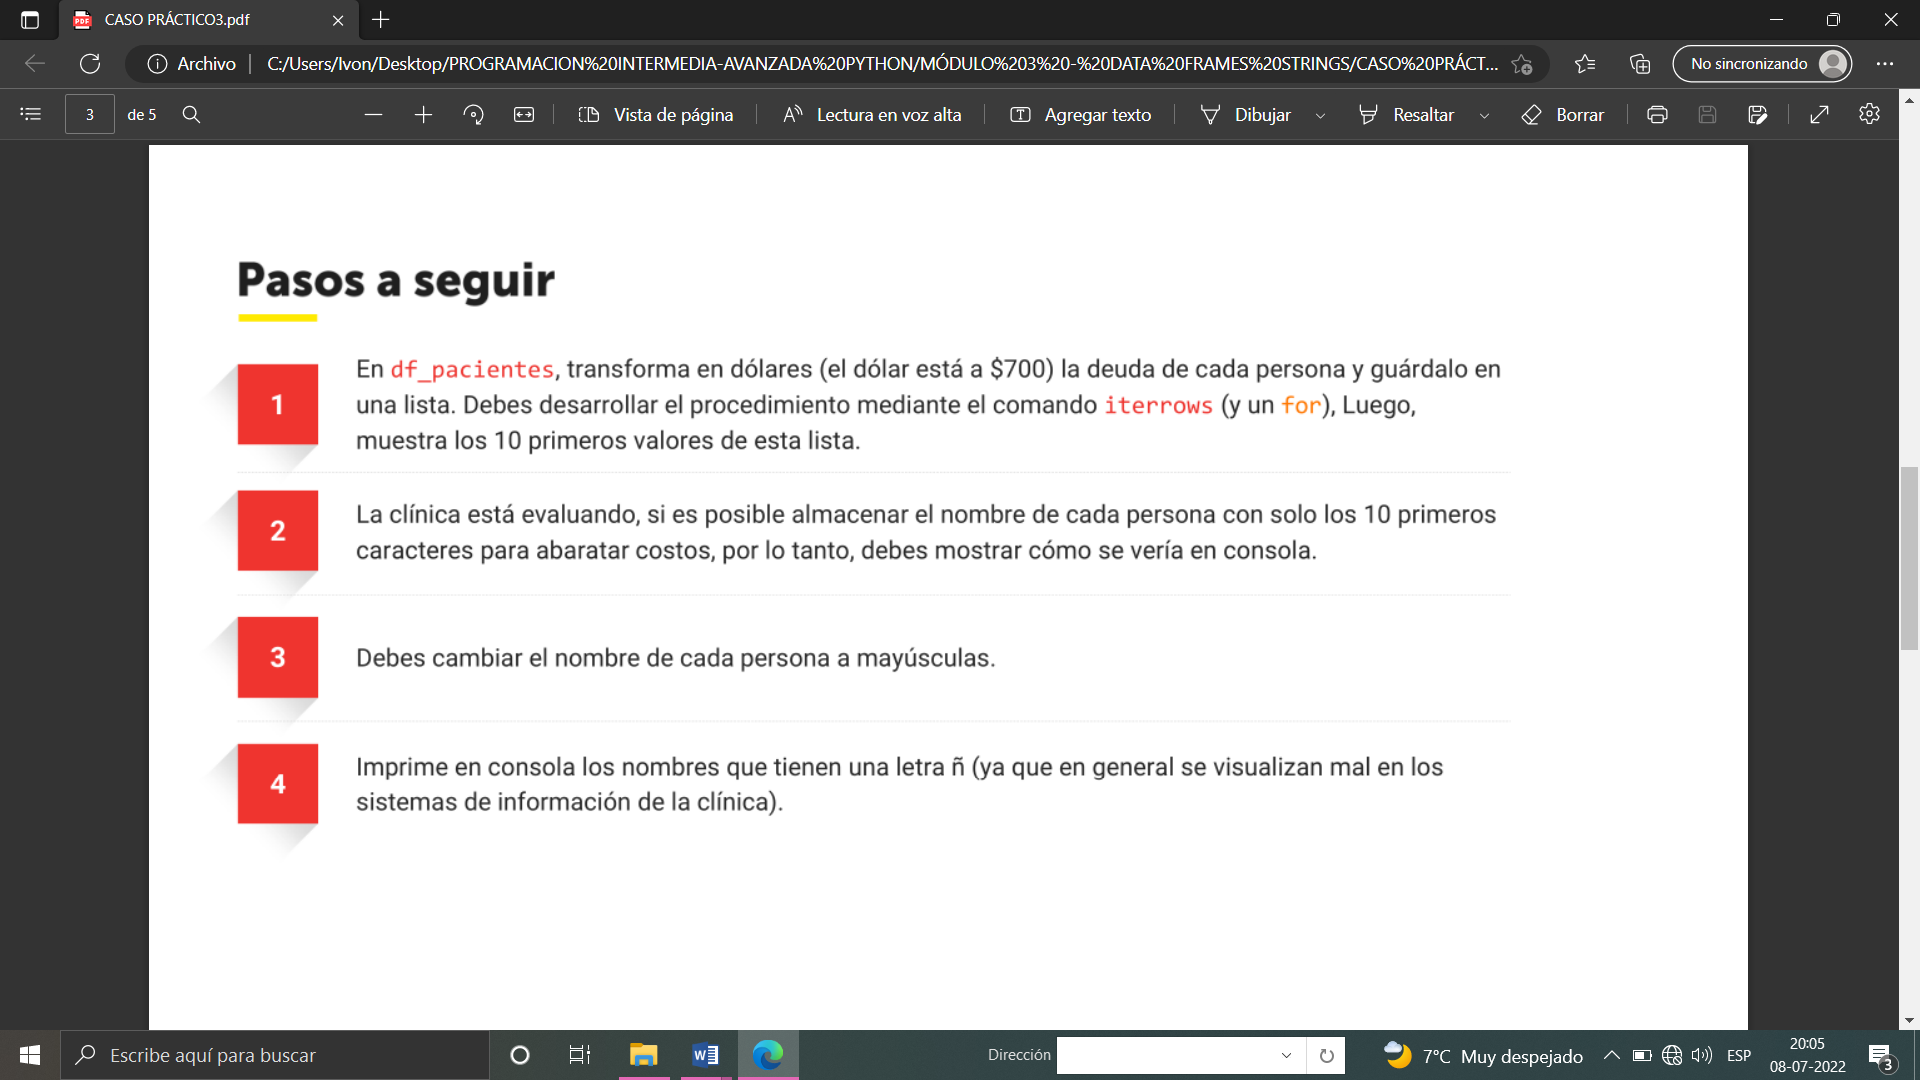 CASO PRÁCTICO3.pdf
Archivo
C:/Users/Ivon/Desktop/PROGRAMACION%20INTERMEDIA-AVANZADA%20PYTHON/MÓDULO%203%20-%20DATA%20FRAMES%20STRINGS/CASO%20PRÁCT...
No sincronizando
3 de 5
Vista de página
Lectura en voz alta
Agregar texto
Dibujar
Resaltar
Borrar
Pasos a seguir
1
En df_pacientes, transforma en dólares (el dólar está a $700) la deuda de cada persona y guárdalo en
una lista. Debes desarrollar el procedimiento mediante el comando iterrows (y un for), Luego,
muestra los 10 primeros valores de esta lista.
2
La clínica está evaluando, si es posible almacenar el nombre de cada persona con solo los 10 primeros
caracteres para abaratar costos, por lo tanto, debes mostrar cómo se vería en consola.
3
Debes cambiar el nombre de cada persona a mayúsculas.
4
Imprime en consola los nombres que tienen una letra ñ (ya que en general se visualizan mal en los
sistemas de información de la clínica).
Escribe aquí para buscar
Dirección
7°C Muy despejado
ESP
20:05
08-07-2022
3